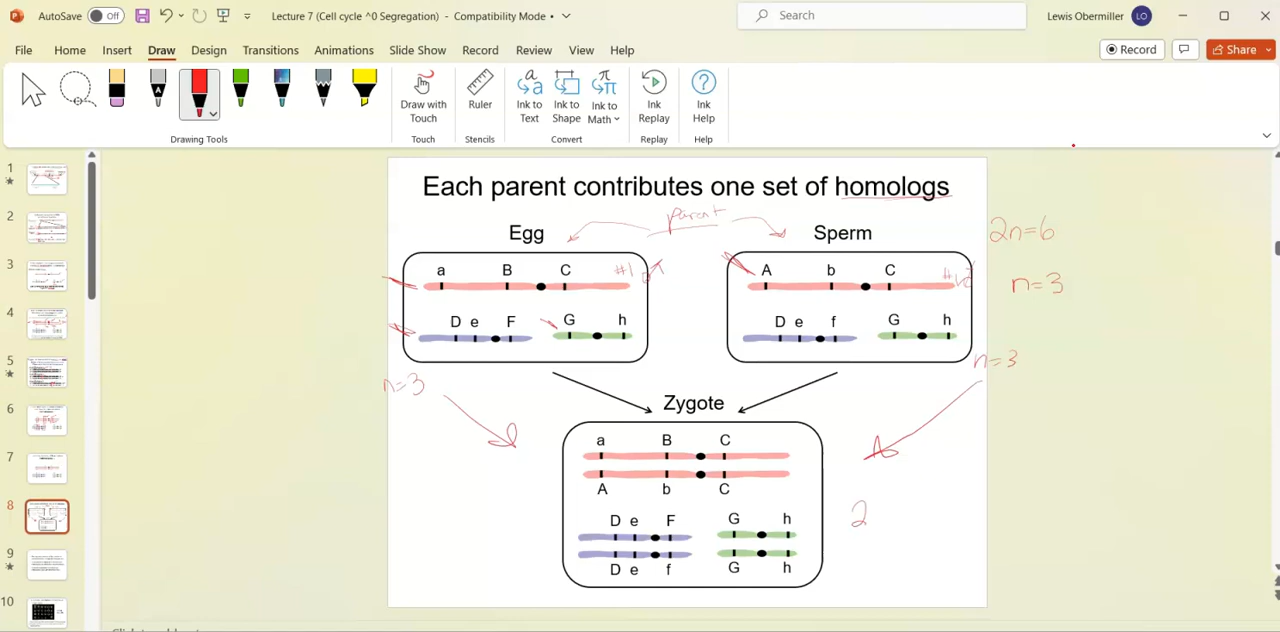 AutoSave Off Lecture 7 (Cell cycle ^0 Segregation) - Compatibility Mode Search Lewis Obermiller LO
File Home Insert Draw Design Transitions Animations Slide Show Record Review View Help Record Share
Draw with Touch Ruler Ink to Text Ink to Shape Ink to Math Ink Replay Ink Help
Drawing Tools Touch Stencils Convert Replay Help
1
2
3
4
5
6
7
8
9
10
Each parent contributes one set of homologs
parent
Egg Sperm
2n=6
a B C #1
A b C
n=3
D e F G h
D e f G h
n=3
n=3
Zygote
a B C
A b C
2
D e F G h
D e f G h